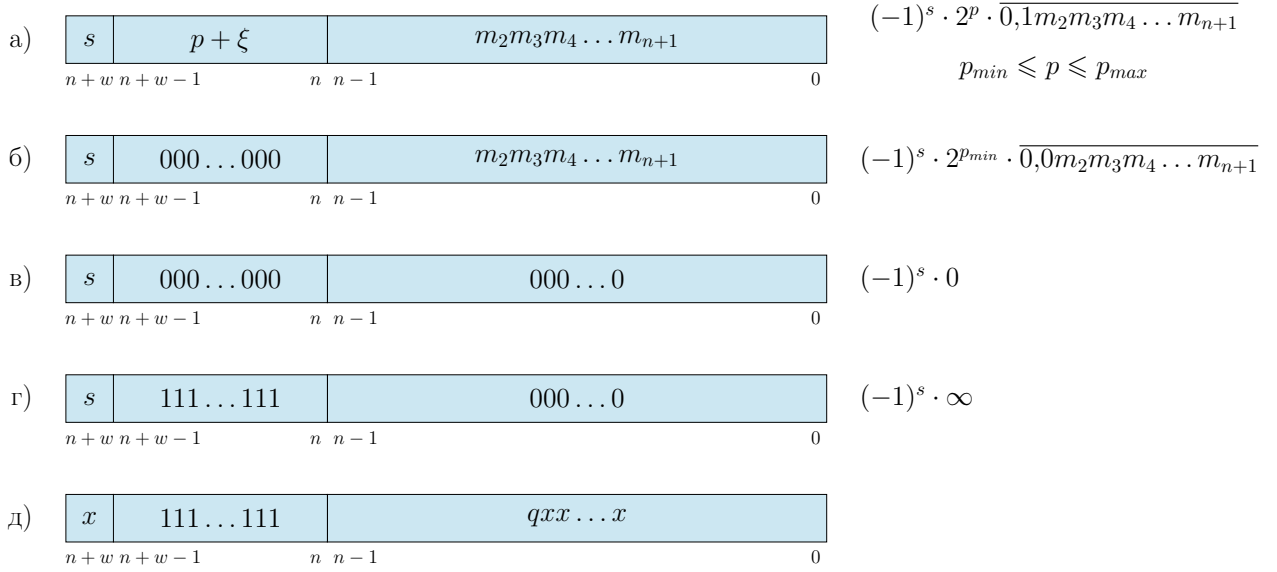 (−1)^s · 2^p · 0,1m₂m₃m₄ … mₙ₊₁
а) s p + ξ m₂m₃m₄ … mₙ₊₁
n + w n + w − 1 n n − 1 0
p_min ⩽ p ⩽ p_max
б) s 000 … 000 m₂m₃m₄ … mₙ₊₁ (−1)^s · 2^{p_min} · 0,0m₂m₃m₄ … mₙ₊₁
n + w n + w − 1 n n − 1 0
в) s 000 … 000 000 … 0 (−1)^s · 0
n + w n + w − 1 n n − 1 0
г) s 111 … 111 000 … 0 (−1)^s · ∞
n + w n + w − 1 n n − 1 0
д) x 111 … 111 qxx … x
n + w n + w − 1 n n − 1 0